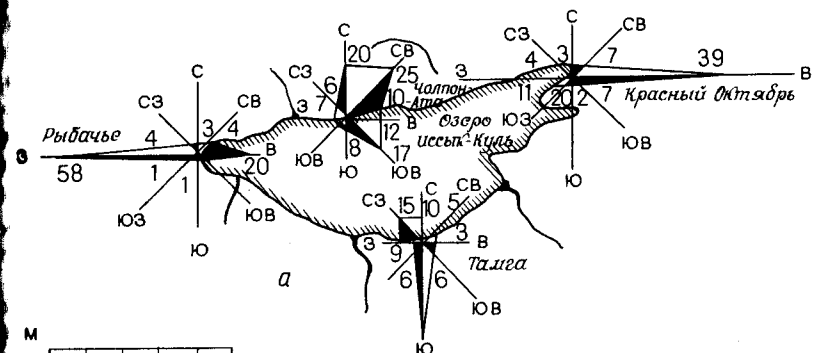 С
20
СВ
СЗ
6
25
7
10
Чолпон-
Ата
З
12
В
8
17
ЮВ
Ю
ЮВ
С
СЗ
СВ
4
3
7
39
З
В
11
20
2
7
Красный Октябрь
ЮЗ
ЮВ
Ю
Озеро
Иссык-Куль
С
СЗ
СВ
Рыбачье
4
3
4
З
В
58
1
1
20
ЮЗ
ЮВ
Ю
С
СЗ
15
10
СВ
5
З
9
3
В
Тамга
6
6
ЮВ
Ю
а
М